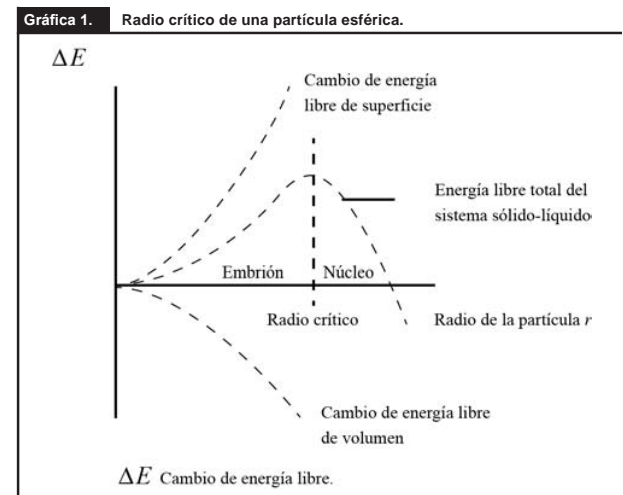 Gráfica 1. Radio crítico de una partícula esférica.
ΔE
Cambio de energía
libre de superficie
Energía libre total del
sistema sólido-líquido
Embrión
Núcleo
Radio crítico
Radio de la partícula r
Cambio de energía libre
de volumen
ΔE Cambio de energía libre.